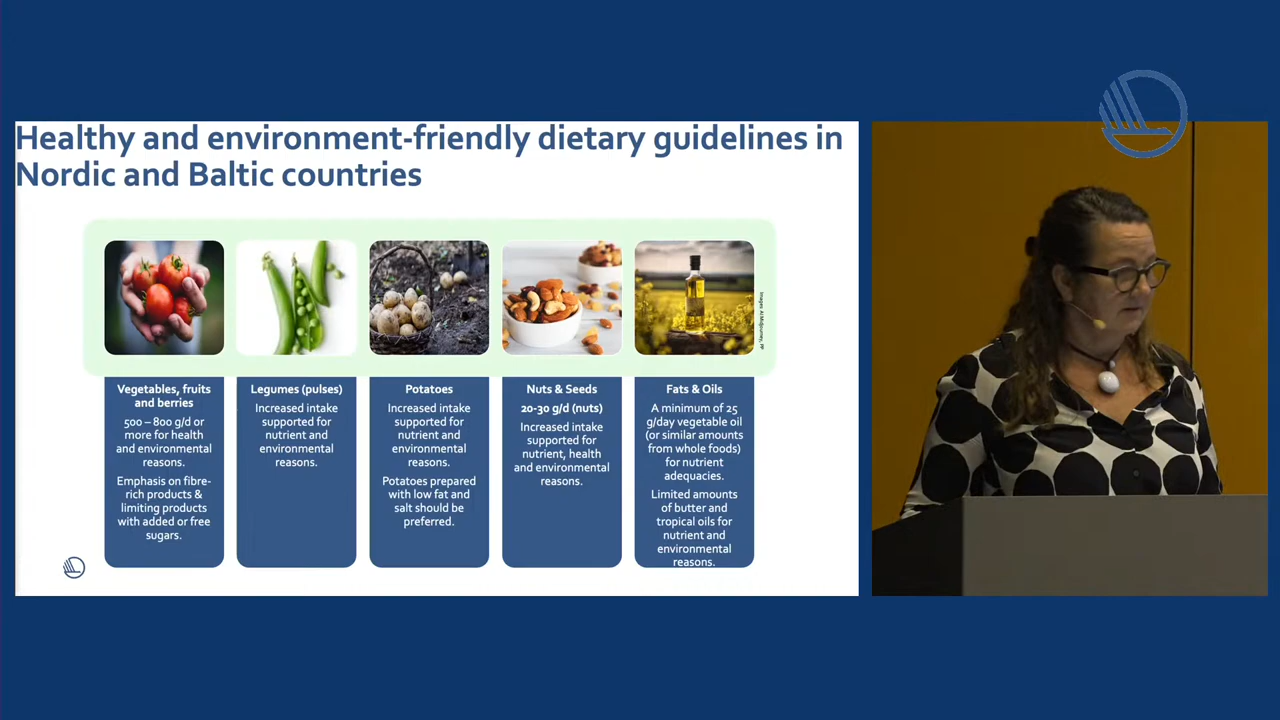 Healthy and environment-friendly dietary guidelines in
Nordic and Baltic countries
Images AI Midjourney, PP
Vegetables, fruits
and berries
500 – 800 g/d or
more for health
and environmental
reasons.
Emphasis on fibre-
rich products &
limiting products
with added or free
sugars.
Legumes (pulses)
Increased intake
supported for
nutrient and
environmental
reasons.
Potatoes
Increased intake
supported for
nutrient and
environmental
reasons.
Potatoes prepared
with low fat and
salt should be
preferred.
Nuts & Seeds
20-30 g/d (nuts)
Increased intake
supported for
nutrient, health
and environmental
reasons.
Fats & Oils
A minimum of 25
g/day vegetable oil
(or similar amounts
from whole foods)
for nutrient
adequacies.
Limited amounts
of butter and
tropical oils for
nutrient and
environmental
reasons.